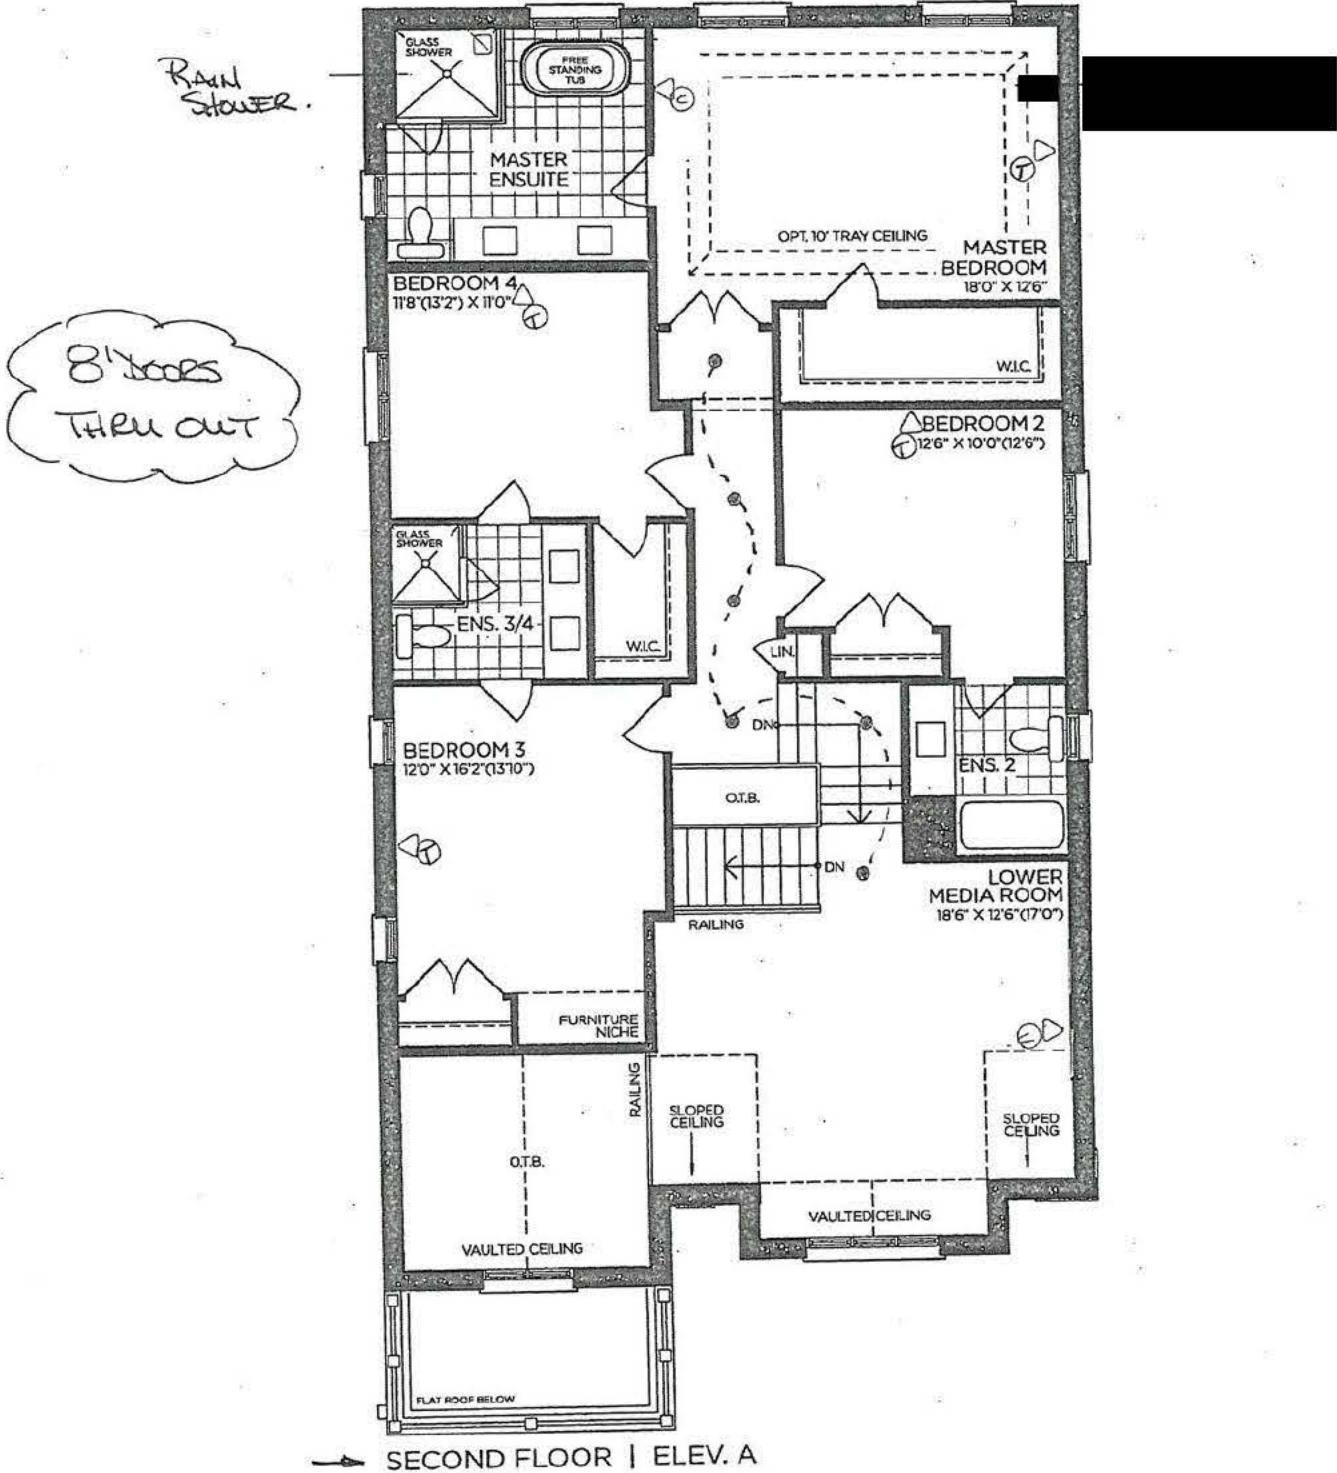 RAIN
SHOWER.
GLASS
SHOWER
FREE
STANDING
TUB
MASTER
ENSUITE
C
T
OPT. 10' TRAY CEILING
MASTER
BEDROOM
18'0" X 12'6"
8' DOORS
THRU OUT
BEDROOM 4
11'8"(13'2") X 11'0"
T
W.I.C.
BEDROOM 2
12'6" X 10'0"(12'6")
T
GLASS
SHOWER
ENS. 3/4
W.I.C.
LIN.
DN
BEDROOM 3
12'0" X 16'2"(13'10")
O.T.B.
ENS. 2
T
DN
RAILING
LOWER
MEDIA ROOM
18'6" X 12'6"(17'0")
FURNITURE
NICHE
E
RAILING
SLOPED
CEILING
SLOPED
CEILING
O.T.B.
VAULTED CEILING
VAULTED CEILING
FLAT ROOF BELOW
SECOND FLOOR | ELEV. A